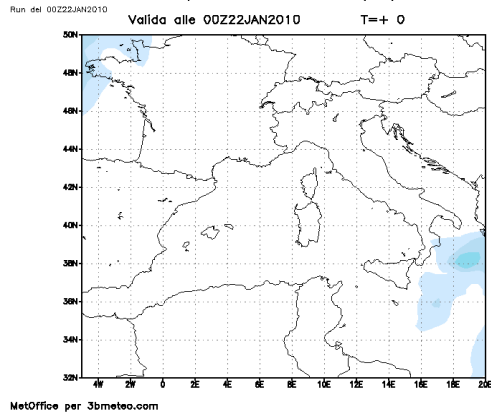 Run del 00Z22JAN2010
Valida alle 00Z22JAN2010 T=+ 0
50N
48N
46N
44N
42N
40N
38N
36N
34N
32N
4W 2W 0 2E 4E 6E 8E 10E 12E 14E 16E 18E 20E
MetOffice per 3bmeteo.com